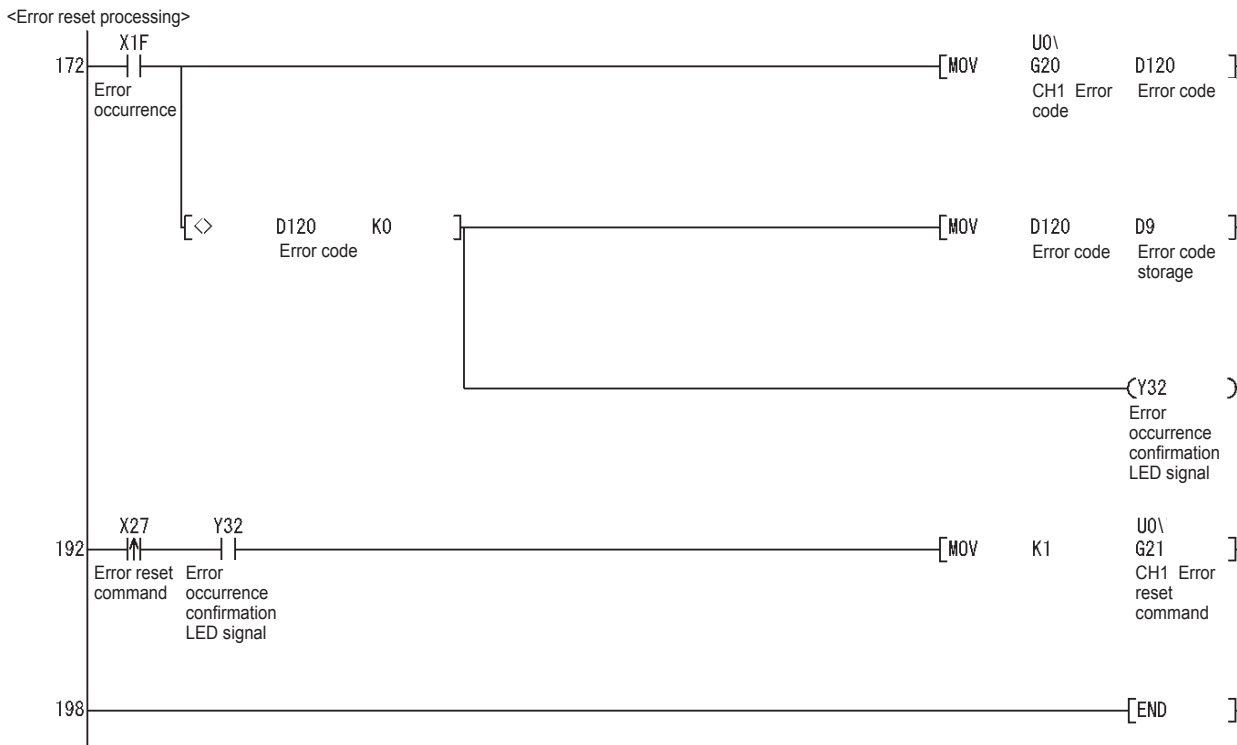 <Error reset processing>
X1F
U0\
172
[MOV G20 D120 ]
Error
occurrence
CH1 Error
code
Error code
[<> D120 K0 ]
Error code
[MOV D120 D9 ]
Error code
Error code
storage
(Y32 )
Error
occurrence
confirmation
LED signal
X27 Y32
U0\
192
[MOV K1 G21 ]
Error reset
command
Error
occurrence
confirmation
LED signal
CH1 Error
reset
command
198
[END ]